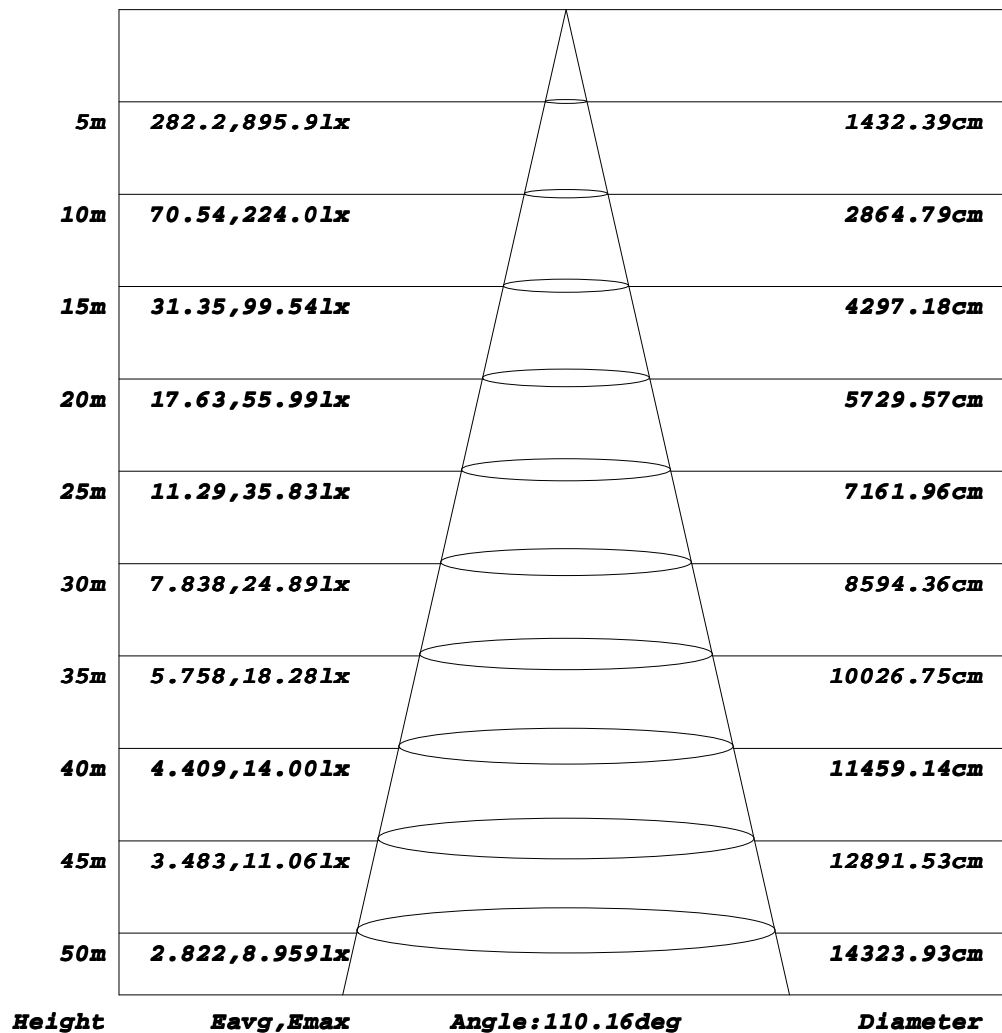 5m 282.2,895.9lx 1432.39cm
10m 70.54,224.0lx 2864.79cm
15m 31.35,99.54lx 4297.18cm
20m 17.63,55.99lx 5729.57cm
25m 11.29,35.83lx 7161.96cm
30m 7.838,24.89lx 8594.36cm
35m 5.758,18.28lx 10026.75cm
40m 4.409,14.00lx 11459.14cm
45m 3.483,11.06lx 12891.53cm
50m 2.822,8.959lx 14323.93cm
Height Eavg,Emax Angle:110.16deg Diameter